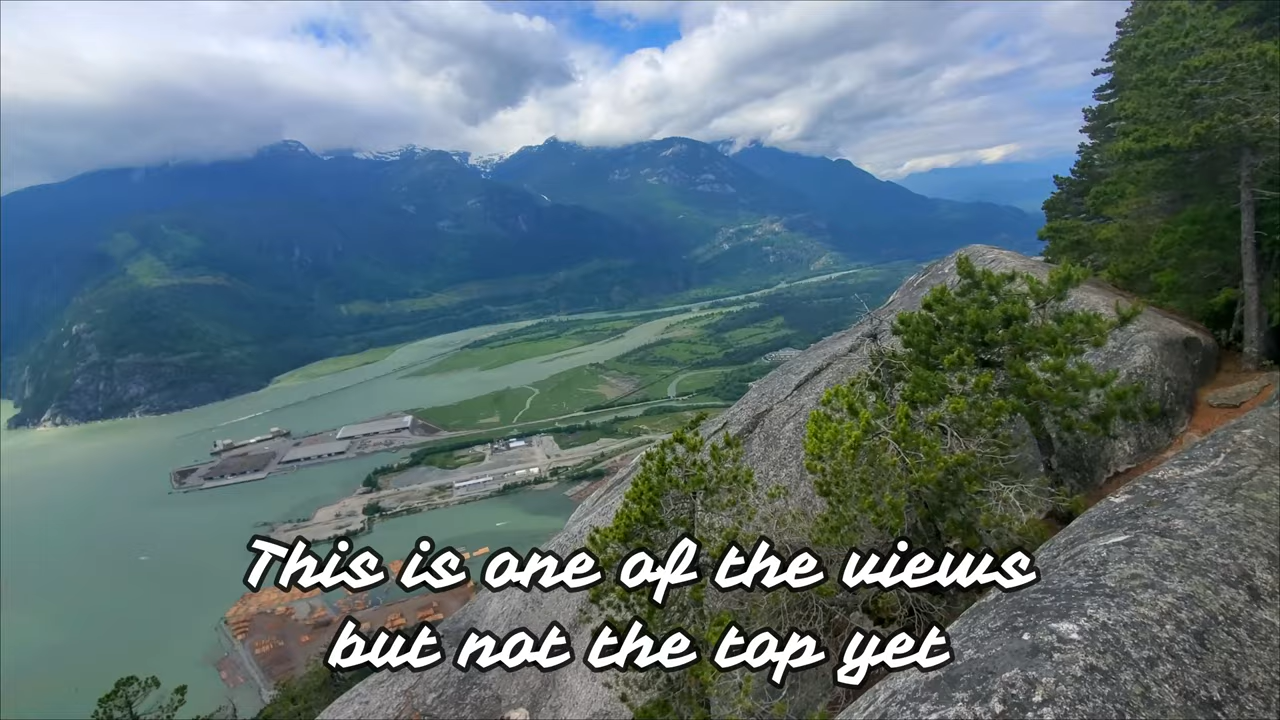 This is one of the views
but not the top yet